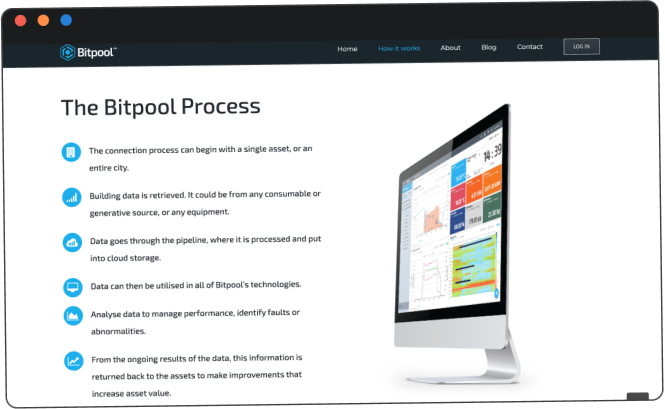 Bitpool™
Home
How it works
About
Blog
Contact
LOG IN
The Bitpool Process
The connection process can begin with a single asset, or an
entire city.
Building data is retrieved. It could be from any consumable or
generative source, or any equipment.
Data goes through the pipeline, where it is processed and put
into cloud storage.
Data can then be utilised in all of Bitpool's technologies.
Analyse data to manage performance, identify faults or
abnormalities.
From the ongoing results of the data, this information is
returned back to the assets to make improvements that
increase asset value.
14:39